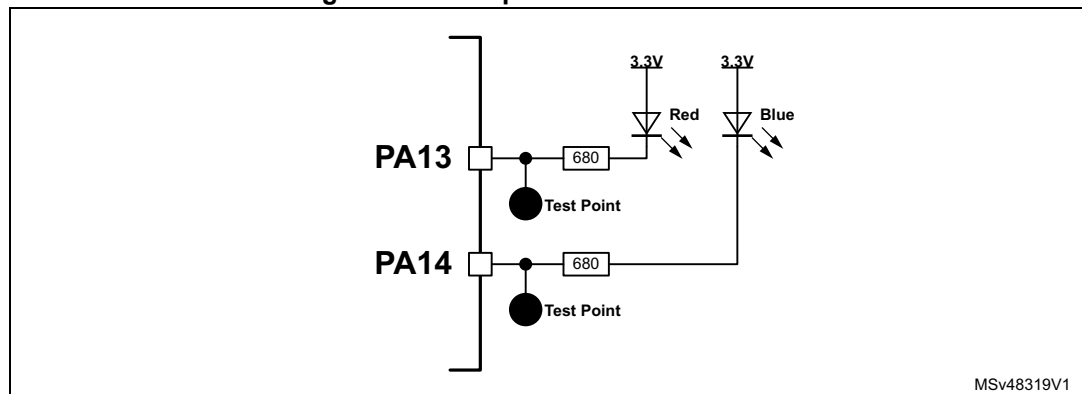 3.3V 3.3V
Red Blue
PA13 680
Test Point
PA14 680
Test Point
MSv48319V1